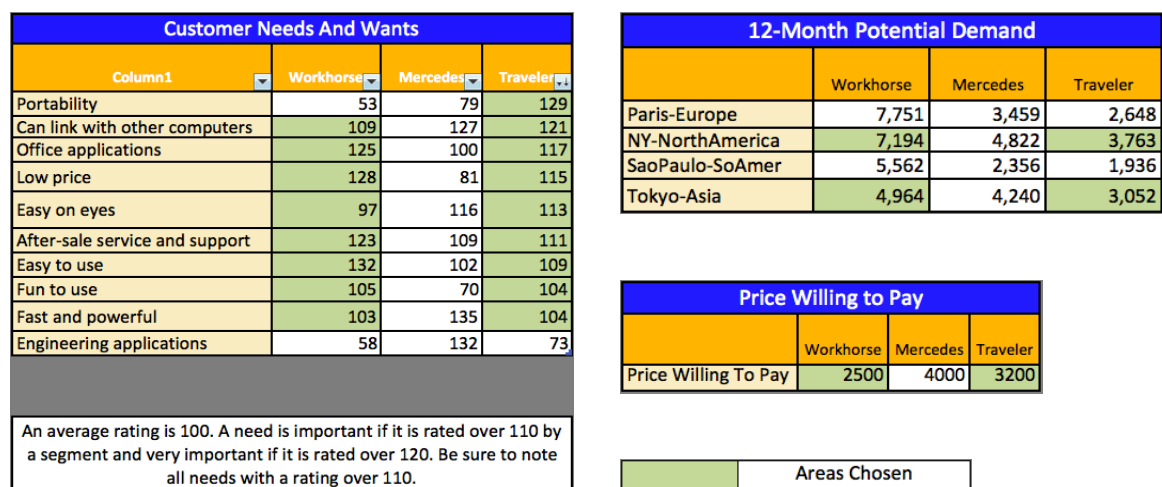 Customer Needs And Wants
Column1 Workhorse Mercedes Traveler
Portability 53 79 129
Can link with other computers 109 127 121
Office applications 125 100 117
Low price 128 81 115
Easy on eyes 97 116 113
After-sale service and support 123 109 111
Easy to use 132 102 109
Fun to use 105 70 104
Fast and powerful 103 135 104
Engineering applications 58 132 73
An average rating is 100. A need is important if it is rated over 110 by
a segment and very important if it is rated over 120. Be sure to note
all needs with a rating over 110.
12-Month Potential Demand
Workhorse Mercedes Traveler
Paris-Europe 7,751 3,459 2,648
NY-NorthAmerica 7,194 4,822 3,763
SaoPaulo-SoAmer 5,562 2,356 1,936
Tokyo-Asia 4,964 4,240 3,052
Price Willing to Pay
Workhorse Mercedes Traveler
Price Willing To Pay 2500 4000 3200
Areas Chosen